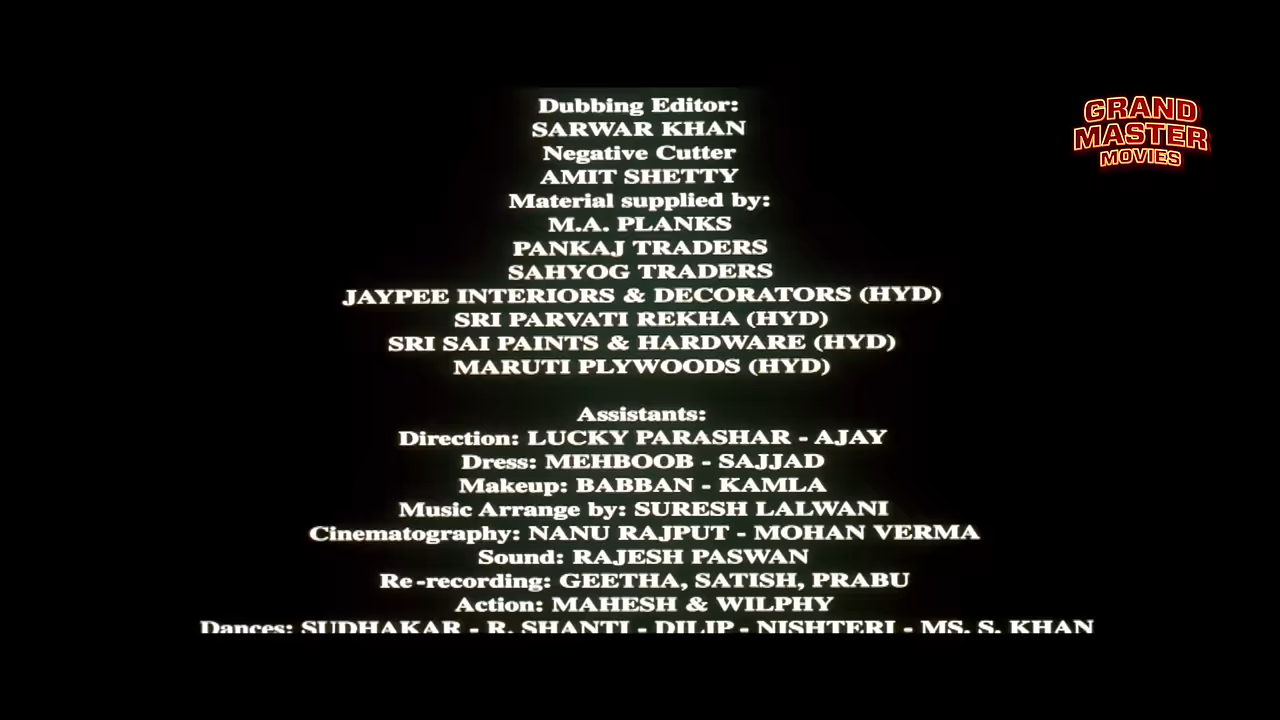 Dubbing Editor:
SARWAR KHAN
Negative Cutter
AMIT SHETTY
Material supplied by:
M.A. PLANKS
PANKAJ TRADERS
SAHYOG TRADERS
JAYPEE INTERIORS & DECORATORS (HYD)
SRI PARVATI REKHA (HYD)
SRI SAI PAINTS & HARDWARE (HYD)
MARUTI PLYWOODS (HYD)
Assistants:
Direction: LUCKY PARASHAR - AJAY
Dress: MEHBOOB - SAJJAD
Makeup: BABBAN - KAMLA
Music Arrange by: SURESH LALWANI
Cinematography: NANU RAJPUT - MOHAN VERMA
Sound: RAJESH PASWAN
Re-recording: GEETHA, SATISH, PRABU
Action: MAHESH & WILPHY
Dances: SUDHAKAR - R. SHANTI - DILIP - NISHTERI - MS. S. KHAN
GRAND
MASTER
MOVIES